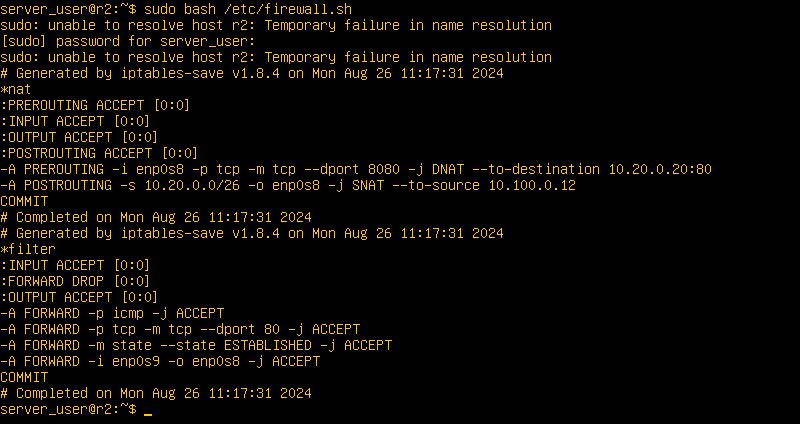 server_user@r2:~$ sudo bash /etc/firewall.sh
sudo: unable to resolve host r2: Temporary failure in name resolution
[sudo] password for server_user:
sudo: unable to resolve host r2: Temporary failure in name resolution
# Generated by iptables-save v1.8.4 on Mon Aug 26 11:17:31 2024
*nat
:PREROUTING ACCEPT [0:0]
:INPUT ACCEPT [0:0]
:OUTPUT ACCEPT [0:0]
:POSTROUTING ACCEPT [0:0]
-A PREROUTING -i enp0s8 -p tcp -m tcp --dport 8080 -j DNAT --to-destination 10.20.0.20:80
-A POSTROUTING -s 10.20.0.0/26 -o enp0s8 -j SNAT --to-source 10.100.0.12
COMMIT
# Completed on Mon Aug 26 11:17:31 2024
# Generated by iptables-save v1.8.4 on Mon Aug 26 11:17:31 2024
*filter
:INPUT ACCEPT [0:0]
:FORWARD DROP [0:0]
:OUTPUT ACCEPT [0:0]
-A FORWARD -p icmp -j ACCEPT
-A FORWARD -p tcp -m tcp --dport 80 -j ACCEPT
-A FORWARD -m state --state ESTABLISHED -j ACCEPT
-A FORWARD -i enp0s9 -o enp0s8 -j ACCEPT
COMMIT
# Completed on Mon Aug 26 11:17:31 2024
server_user@r2:~$ _